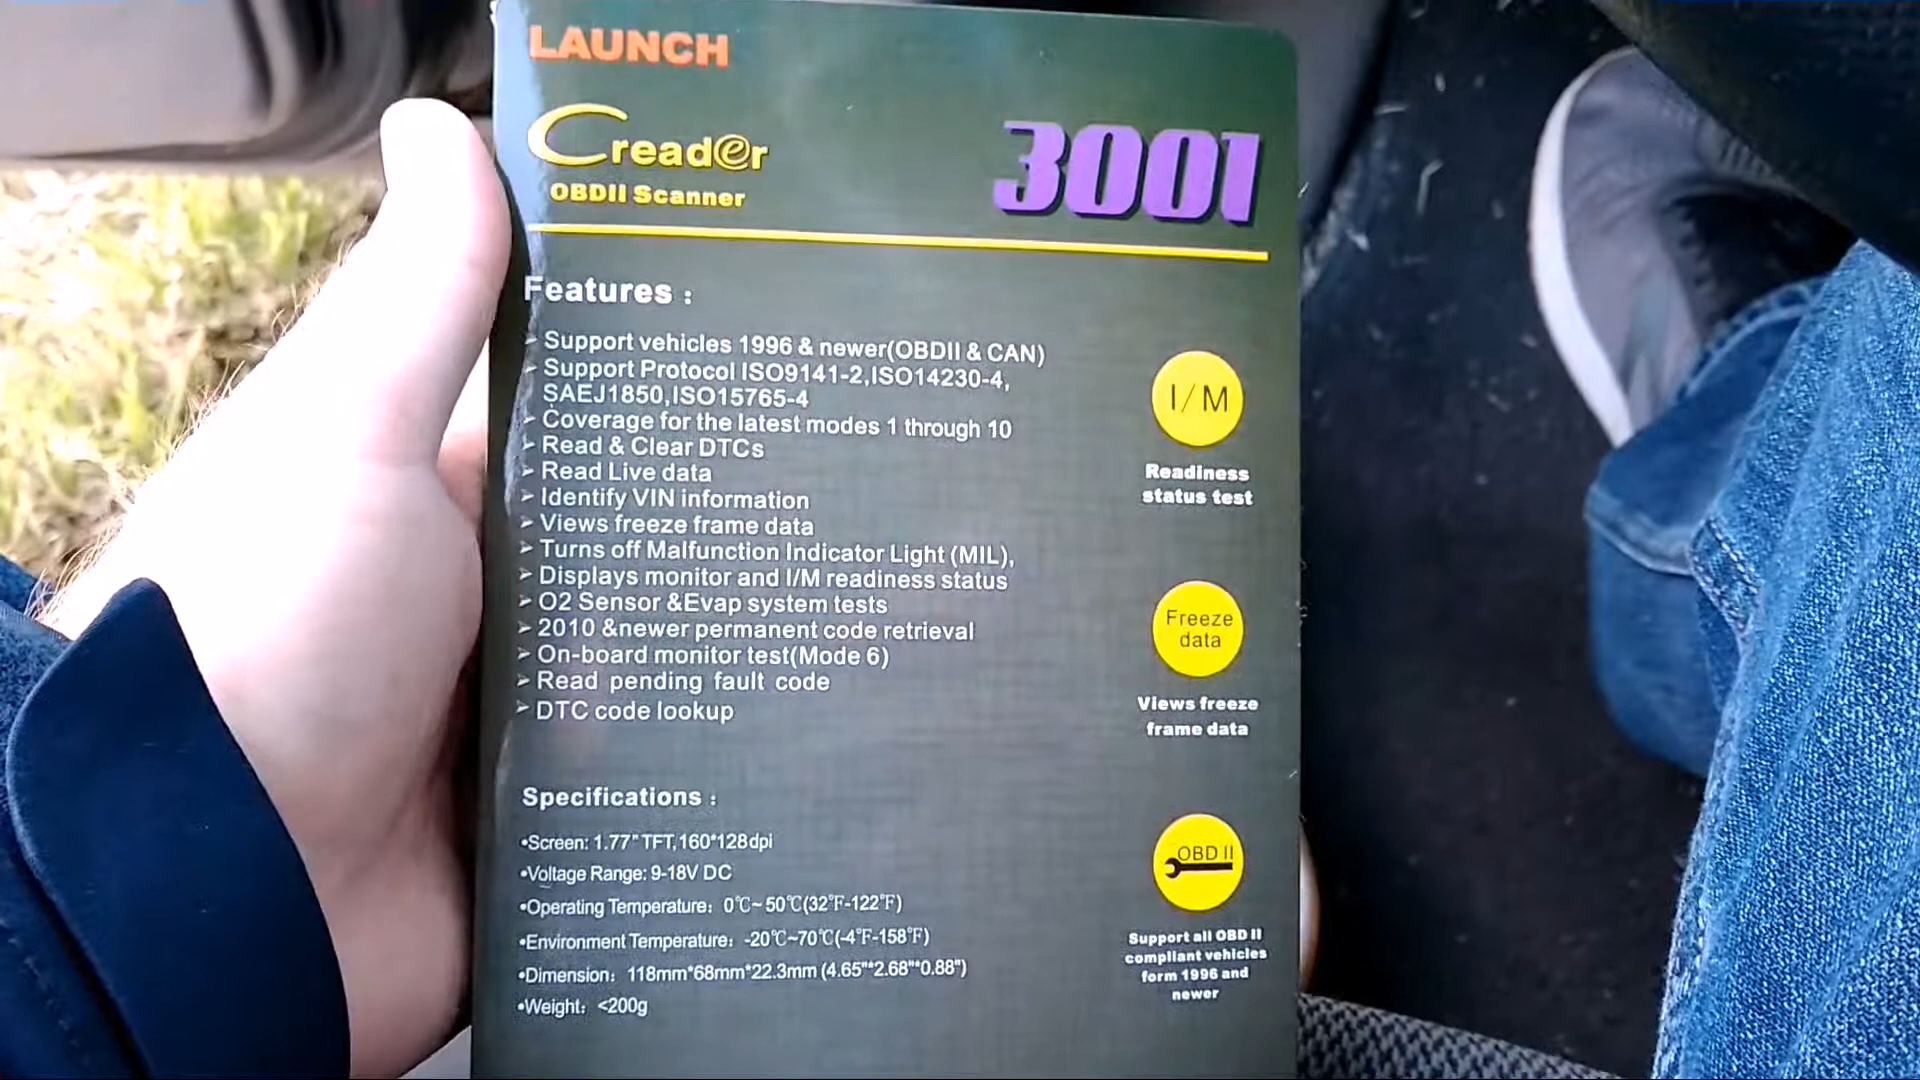 LAUNCH
Creader
3001
OBDII Scanner
Features :
➢ Support vehicles 1996 & newer(OBDII & CAN)
➢ Support Protocol ISO9141-2,ISO14230-4,
SAEJ1850,ISO15765-4
➢ Coverage for the latest modes 1 through 10
➢ Read & Clear DTCs
➢ Read Live data
➢ Identify VIN information
➢ Views freeze frame data
➢ Turns off Malfunction Indicator Light (MIL),
➢ Displays monitor and I/M readiness status
➢ O2 Sensor &Evap system tests
➢ 2010 &newer permanent code retrieval
➢ On-board monitor test(Mode 6)
➢ Read pending fault code
➢ DTC code lookup
I/M
Readiness
status test
Freeze
data
Views freeze
frame data
Specifications :
•Screen: 1.77" TFT,160*128dpi
•Voltage Range: 9-18V DC
•Operating Temperature: 0℃~ 50℃(32℉-122℉)
•Environment Temperature: -20℃~70℃(-4℉-158℉)
•Dimension: 118mm*68mm*22.3mm (4.65"*2.68"*0.88")
•Weight: <200g
OBD II
Support all OBD II
compliant vehicles
form 1996 and
newer